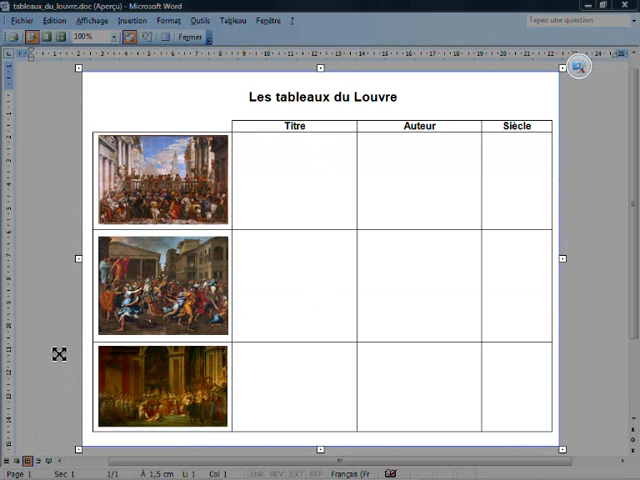 tableaux_du_louvre.doc (Aperçu) - Microsoft Word
Fichier Edition Affichage Insertion Format Outils Tableau Fenêtre ? Tapez une question
100% Fermer
Les tableaux du Louvre
Titre Auteur Siècle
Page 1 Sec 1 1/1 À 1,5 cm Li 1 Col 1 ENR REV EXT RFP Français (Fr